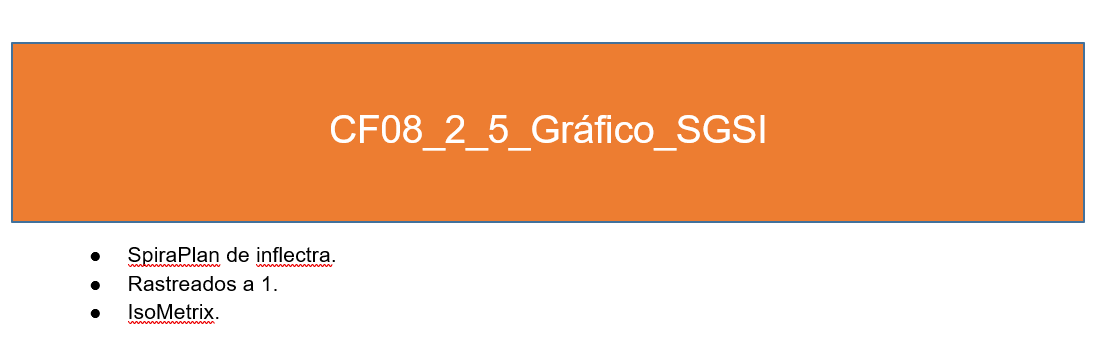 CF08_2_5_Gráfico_SGSI
● SpiraPlan de inflectra.
● Rastreados a 1.
● IsoMetrix.